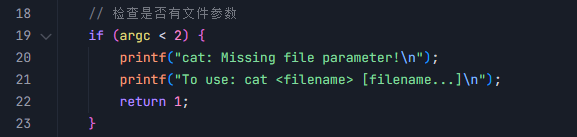 18 // 检查是否有文件参数
19 if (argc < 2) {
20 printf("cat: Missing file parameter!\n");
21 printf("To use: cat <filename> [filename...]\n");
22 return 1;
23 }